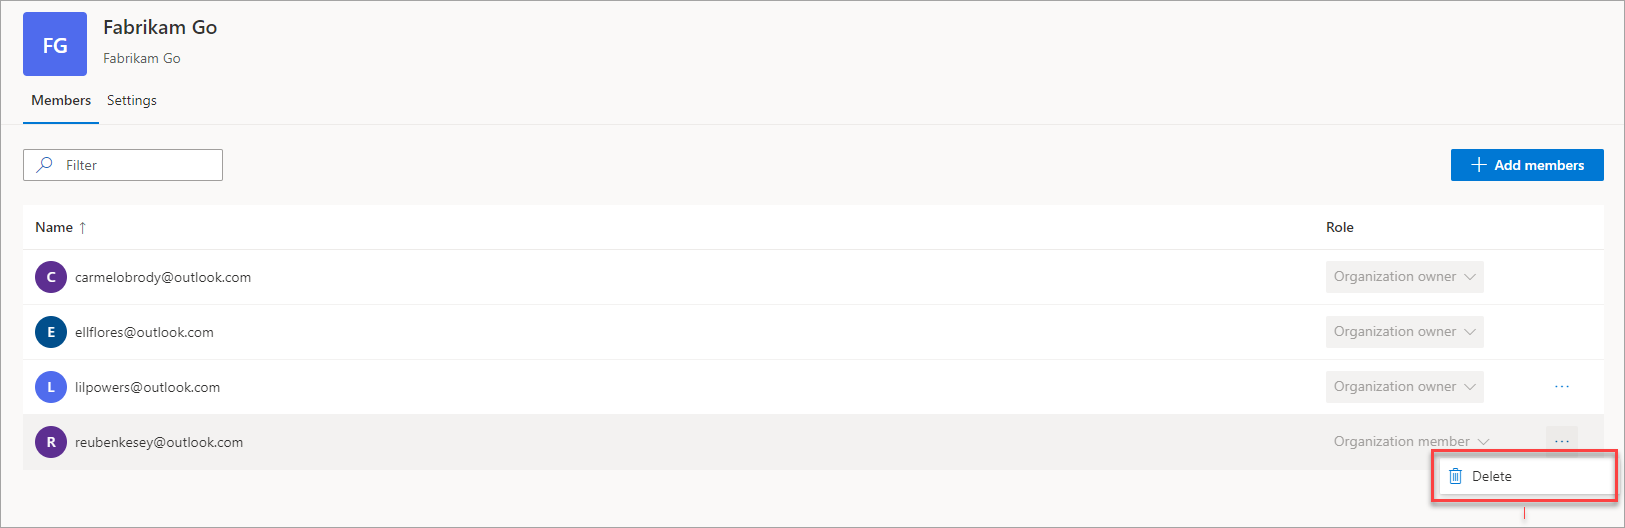 FG
Fabrikam Go
Fabrikam Go
Members Settings
Filter
Add members
Name ↑ Role
C carmelobrody@outlook.com Organization owner
E ellflores@outlook.com Organization owner
L lilpowers@outlook.com Organization owner ...
R reubenkesey@outlook.com Organization member ...
Delete